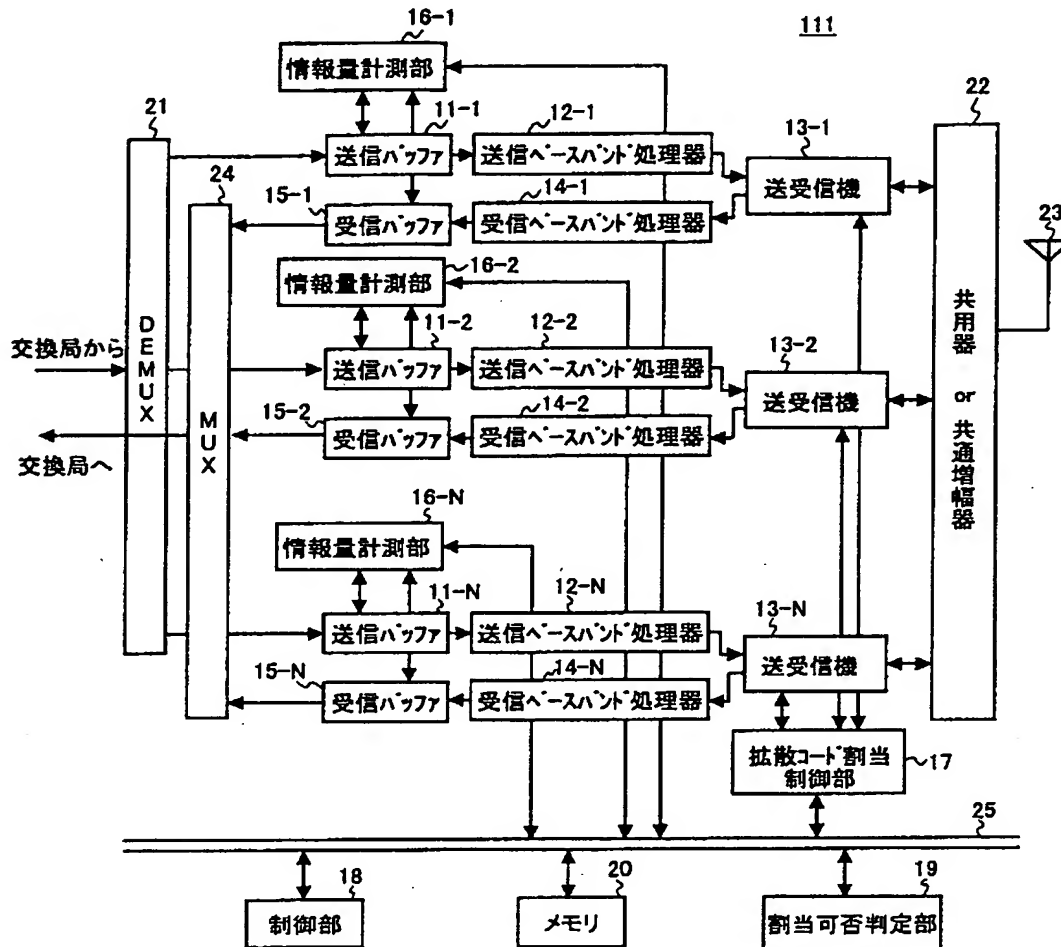 111
16-1
情報量計測部
21
11-1
12-1
22
送信バッファ
送信ベースバンド処理器
13-1
送受信機
24
15-1
14-1
受信バッファ
受信ベースバンド処理器
23
16-2
情報量計測部
11-2
12-2
交換局から
DEMUX
送信バッファ
送信ベースバンド処理器
13-2
送受信機
共用器 or 共通増幅器
MUX
15-2
14-2
受信バッファ
受信ベースバンド処理器
交換局へ
16-N
情報量計測部
11-N
12-N
送信バッファ
送信ベースバンド処理器
13-N
送受信機
15-N
14-N
受信バッファ
受信ベースバンド処理器
拡散コード割当
制御部
17
25
18
制御部
20
メモリ
19
割当可否判定部